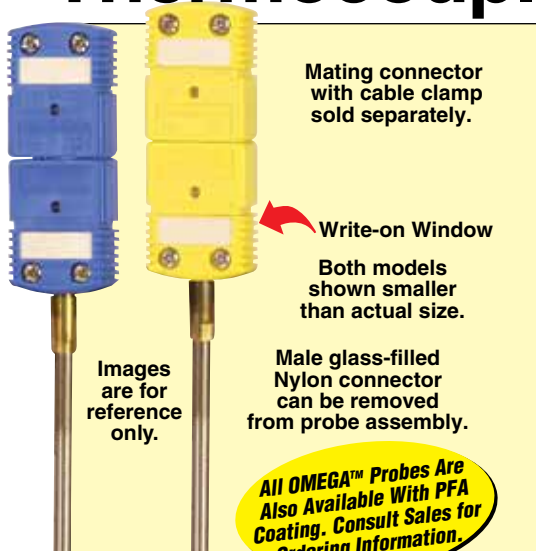 Mating connector
with cable clamp
sold separately.
Write-on Window
Both models
shown smaller
than actual size.
Images
are for
reference
only.
Male glass-filled
Nylon connector
can be removed
from probe assembly.
All OMEGA™ Probes Are
Also Available With PFA
Coating. Consult Sales for
Ordering Information.